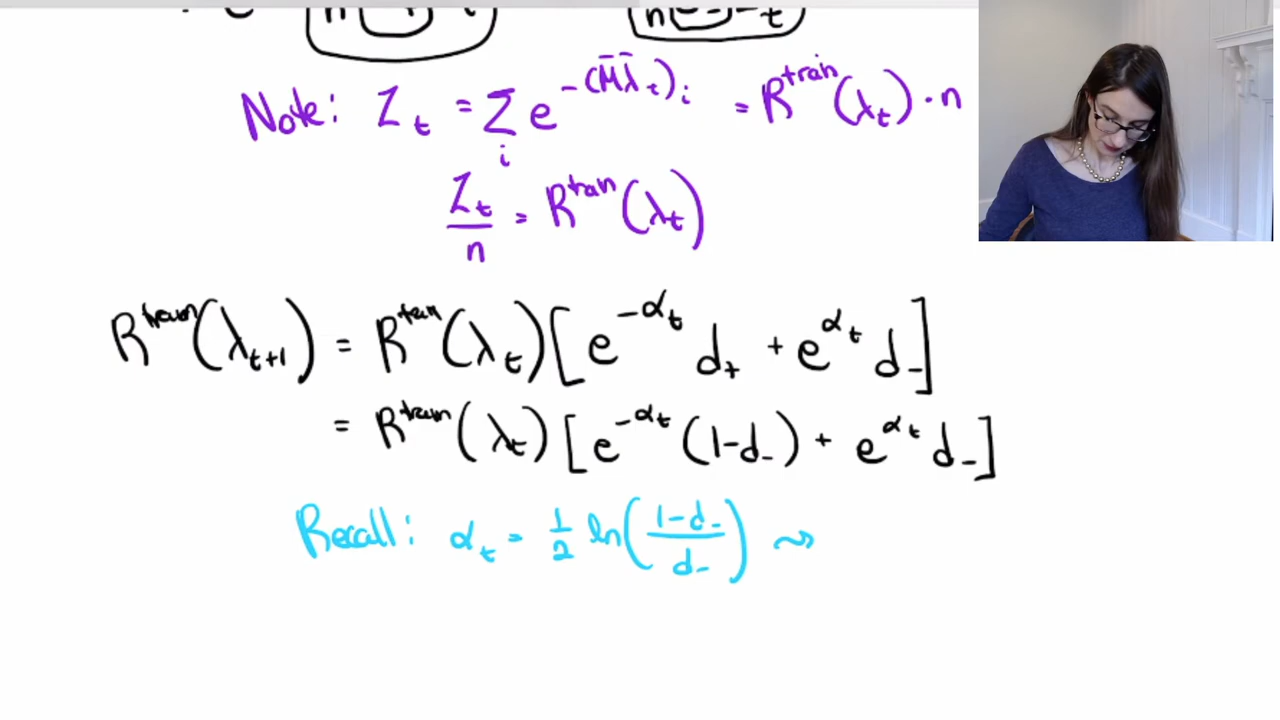 Note: Z_t = Σ_i e^{-(M̄λ̄_t)_i} = R^{train}(λ_t)·n
Z_t / n = R^{train}(λ_t)
R^{train}(λ_{t+1}) = R^{train}(λ_t)[e^{-α_t} d_+ + e^{α_t} d_-]
= R^{train}(λ_t)[e^{-α_t}(1-d_-) + e^{α_t} d_-]
Recall: α_t = 1/2 ln((1-d_-)/d_-) ⇝